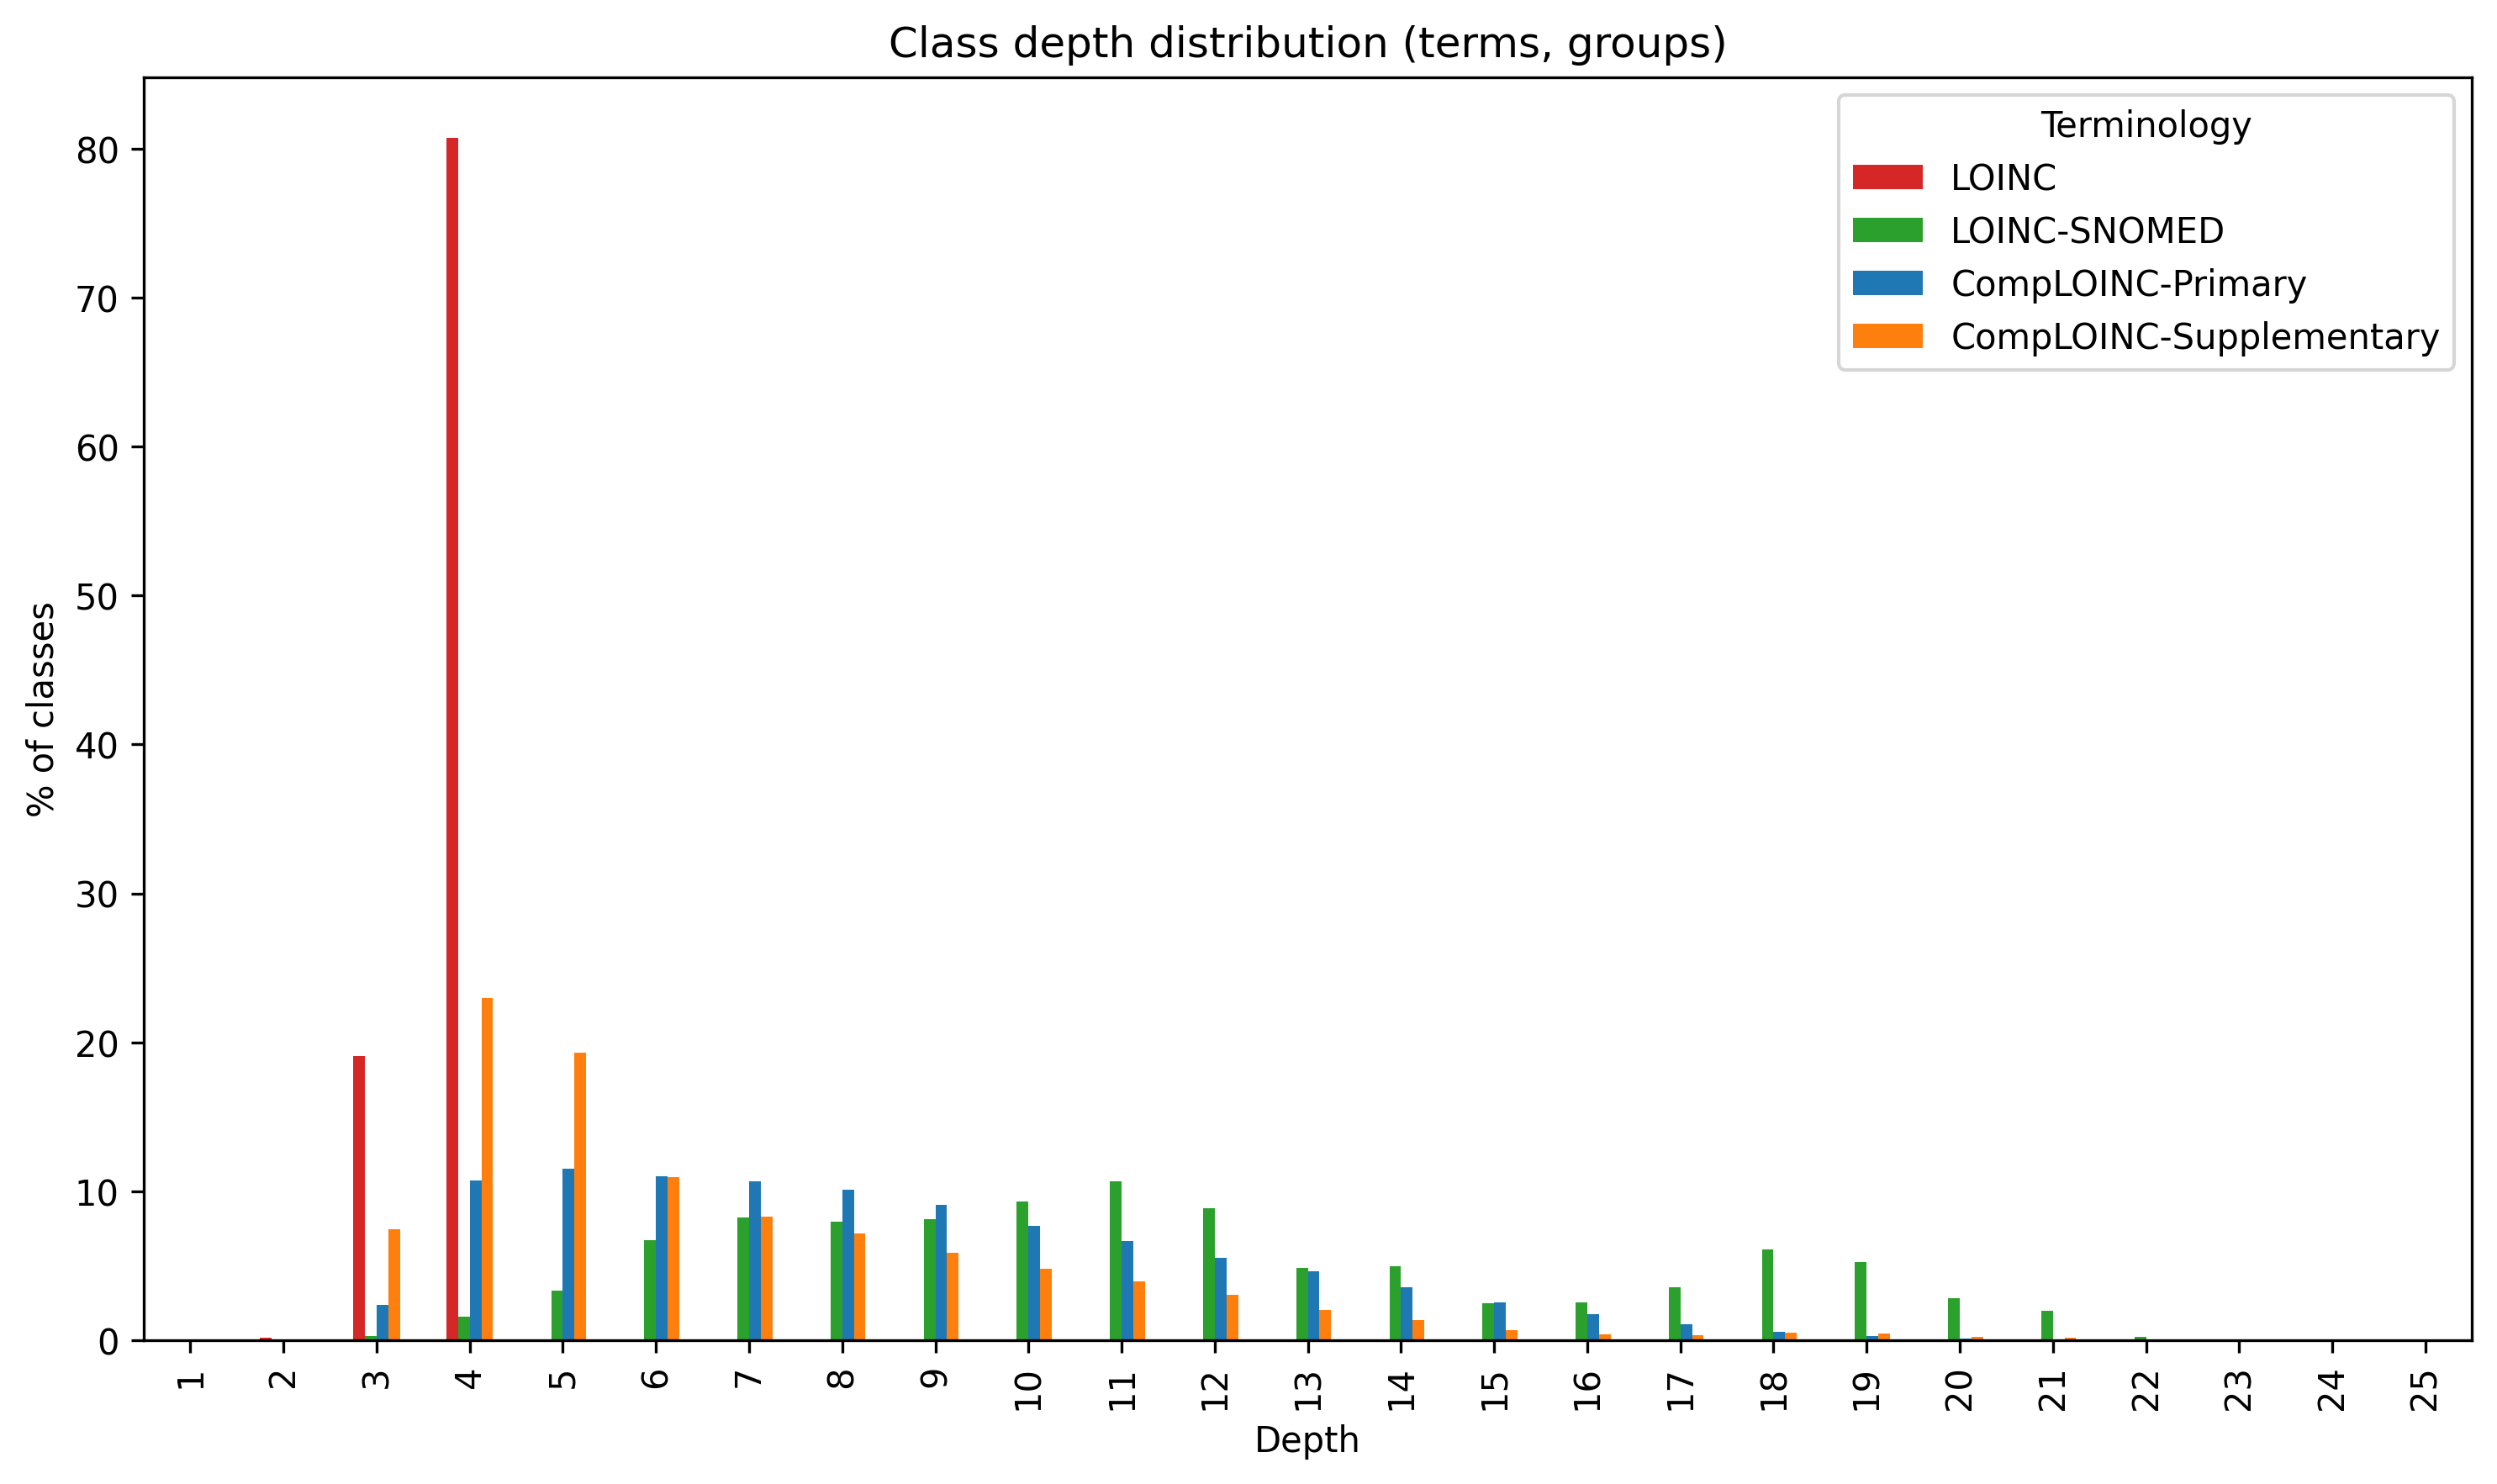 Class depth distribution (terms, groups)
Terminology
LOINC
LOINC-SNOMED
CompLOINC-Primary
CompLOINC-Supplementary
% of classes
80
70
60
50
40
30
20
10
0
1 2 3 4 5 6 7 8 9 10 11 12 13 14 15 16 17 18 19 20 21 22 23 24 25
Depth